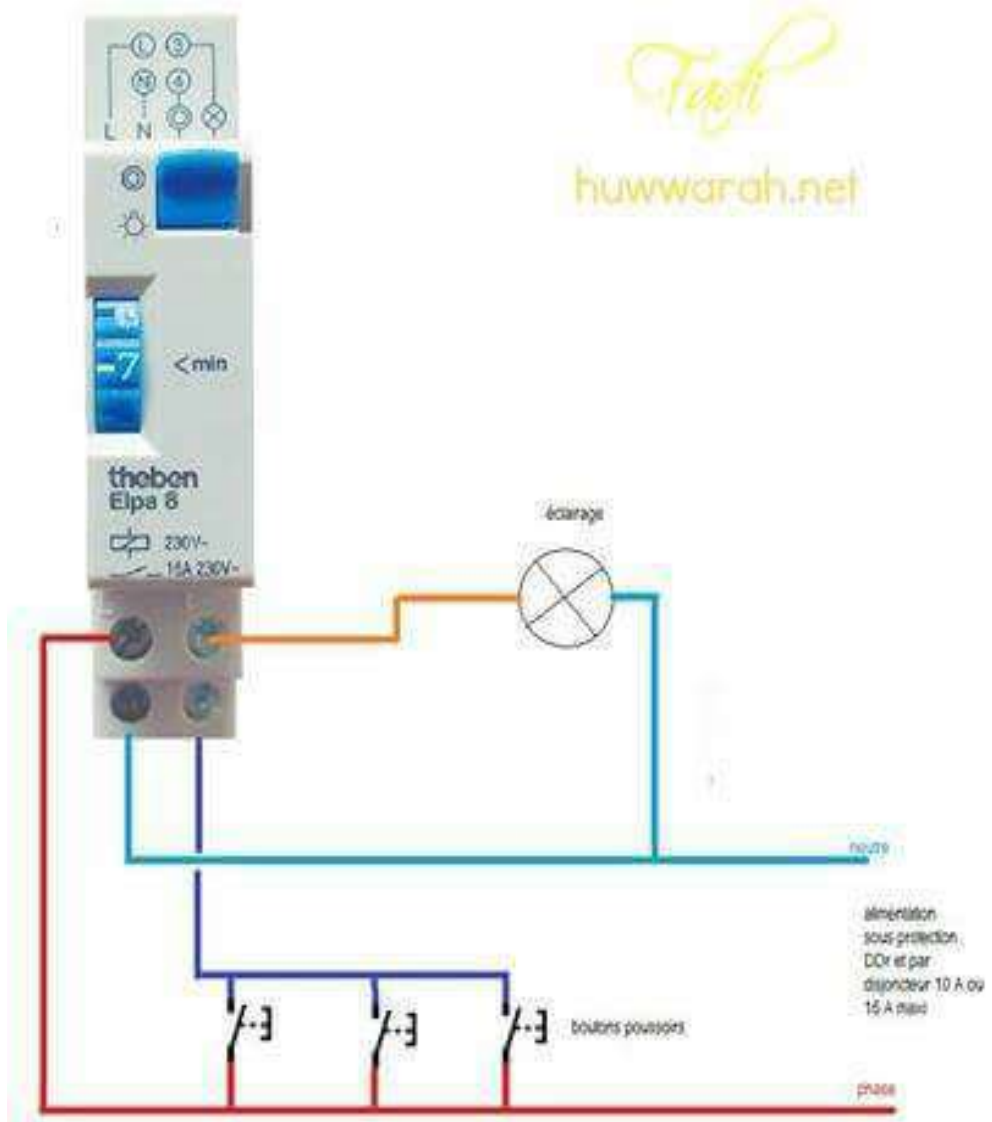 Fadi
huwwarah.net
L 3
N 4
L N
-7
<min
theben
Elpa 8
230V~
16A 230V~
éclairage
neutre
alimentation
sous protection
DDr et par
disjoncteur 10 A ou
16 A maxi
boutons poussoirs
phase